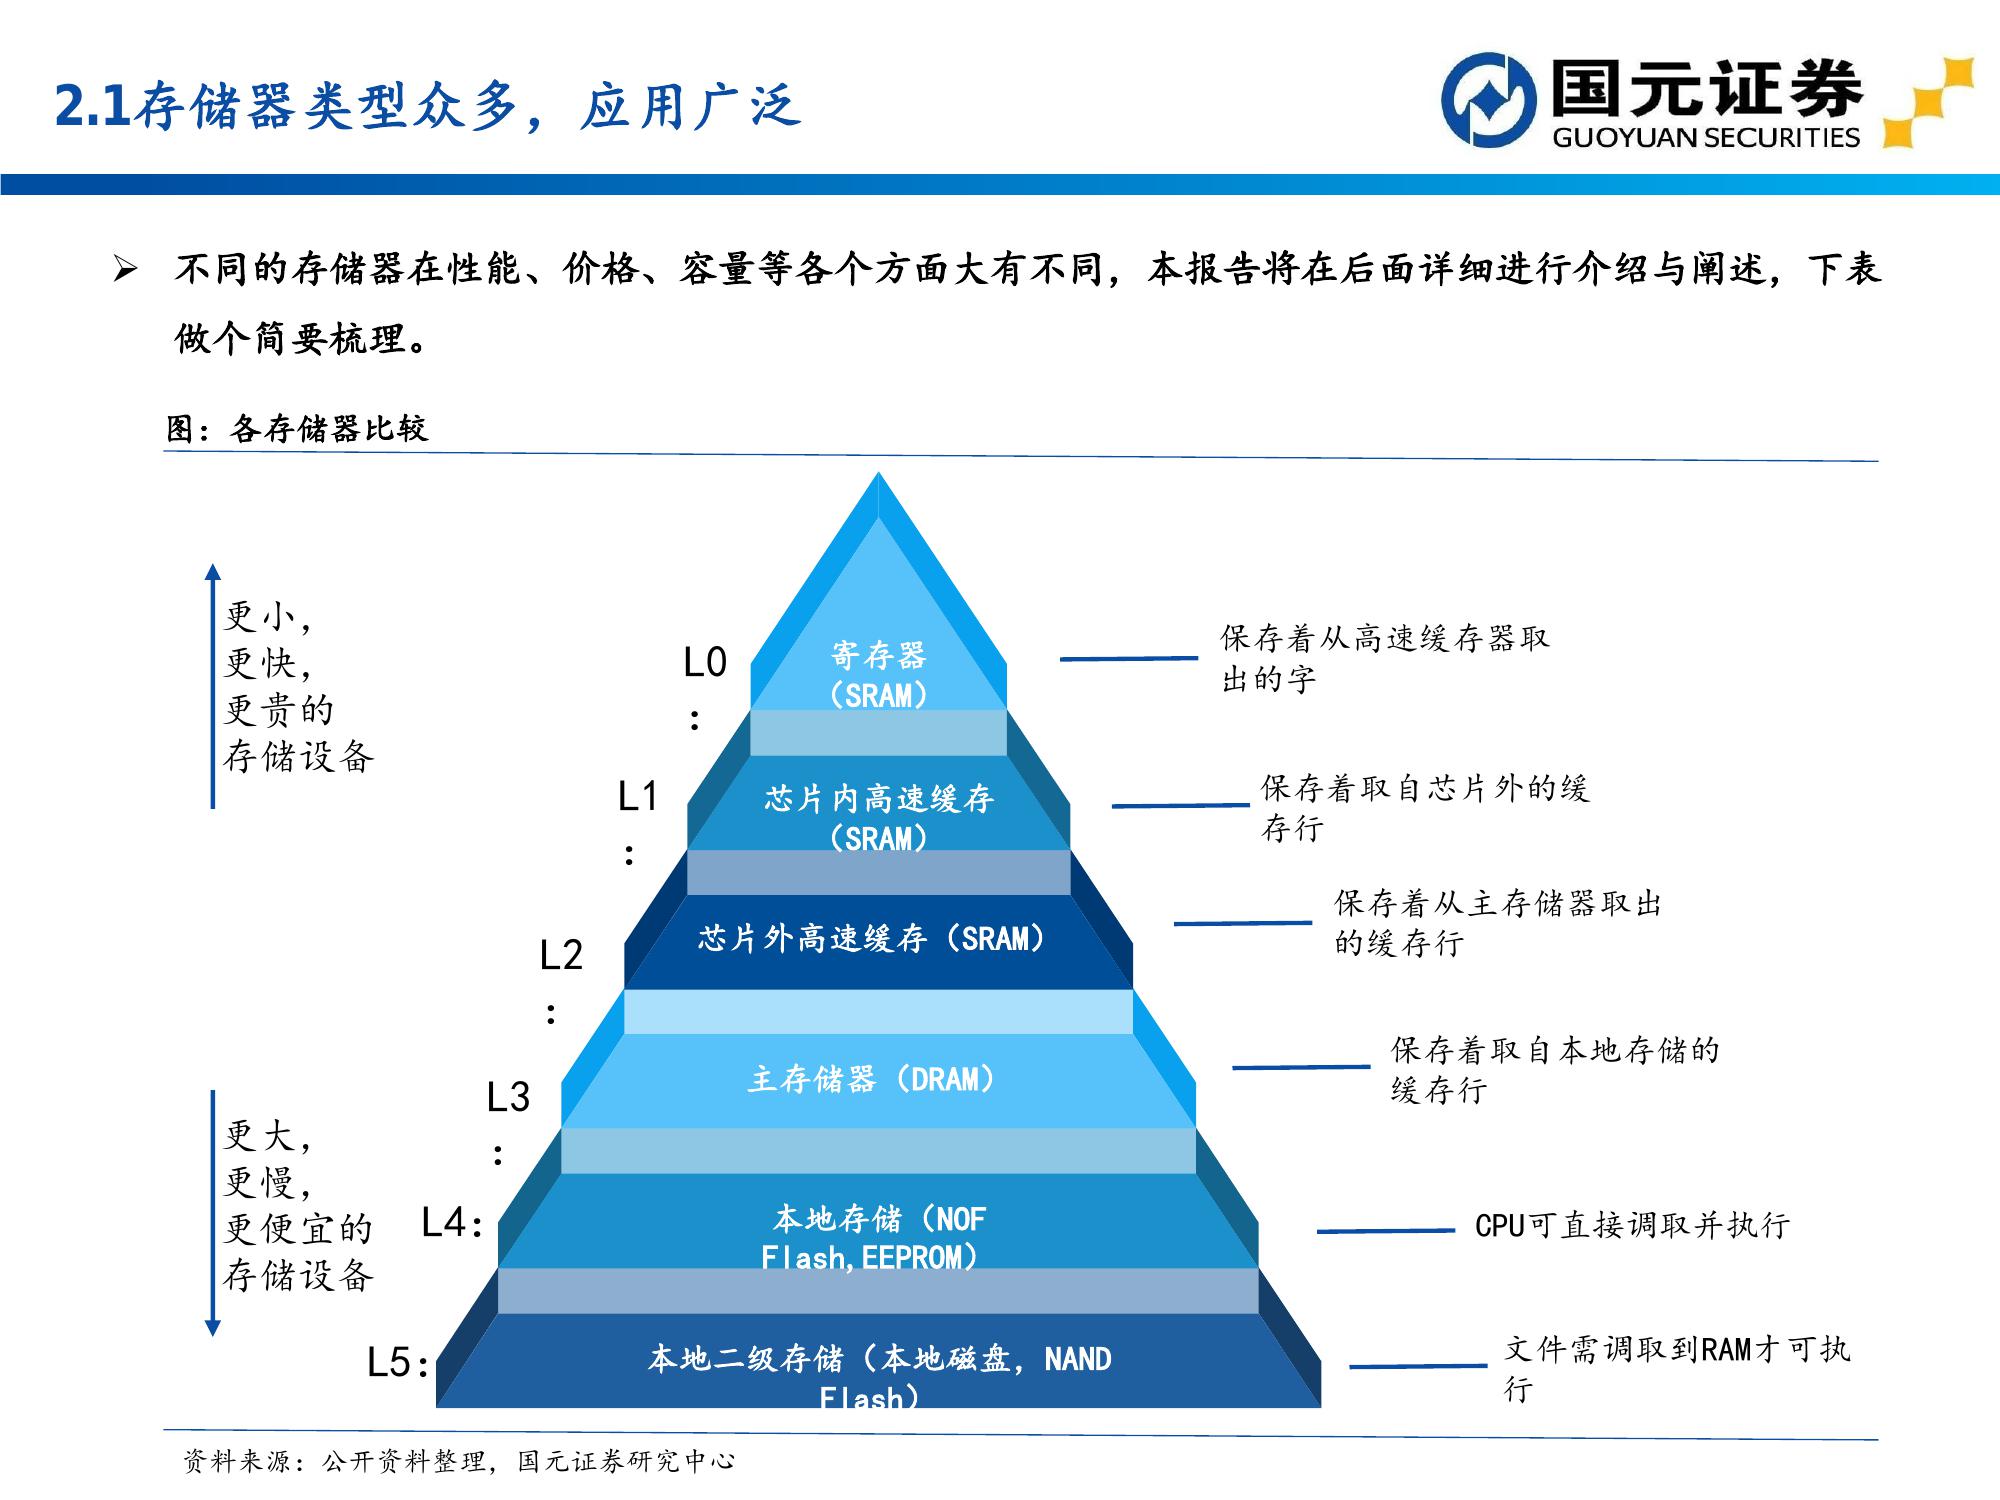 2.1存储器类型众多，应用广泛
国元证券
GUOYUAN SECURITIES
不同的存储器在性能、价格、容量等各个方面大有不同，本报告将在后面详细进行介绍与阐述，下表
做个简要梳理。
图：各存储器比较
更小，
更快，
更贵的
存储设备
更大，
更慢，
更便宜的
存储设备
L0
：
寄存器
（SRAM）
保存着从高速缓存器取
出的字
L1
：
芯片内高速缓存
（SRAM）
保存着取自芯片外的缓
存行
L2
：
芯片外高速缓存（SRAM）
保存着从主存储器取出
的缓存行
L3
：
主存储器（DRAM）
保存着取自本地存储的
缓存行
L4：
本地存储（NOF
Flash,EEPROM）
CPU可直接调取并执行
L5：
本地二级存储（本地磁盘，NAND
Flash）
文件需调取到RAM才可执
行
资料来源：公开资料整理，国元证券研究中心